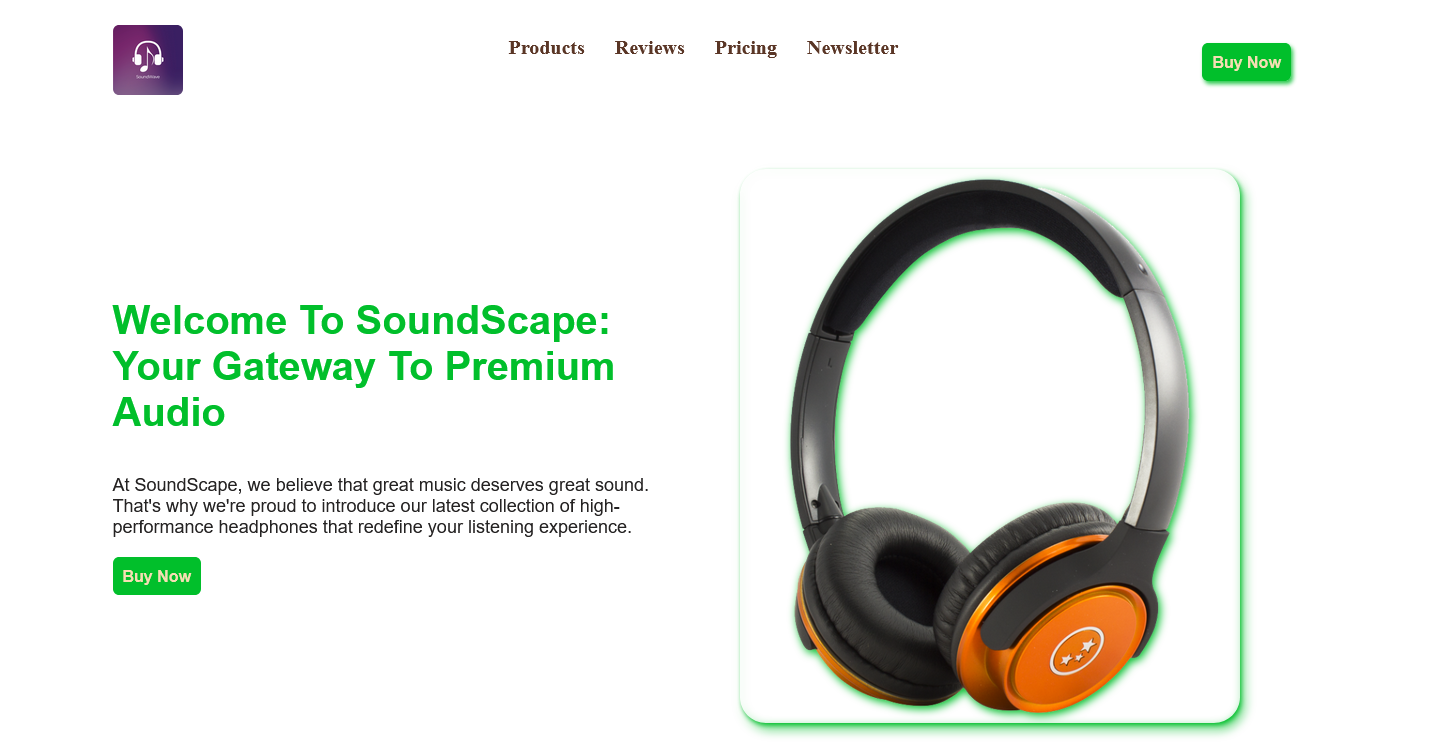 SoundWave
Products Reviews Pricing Newsletter
Buy Now
Welcome To SoundScape:
Your Gateway To Premium
Audio
At SoundScape, we believe that great music deserves great sound.
That's why we're proud to introduce our latest collection of high-
performance headphones that redefine your listening experience.
Buy Now